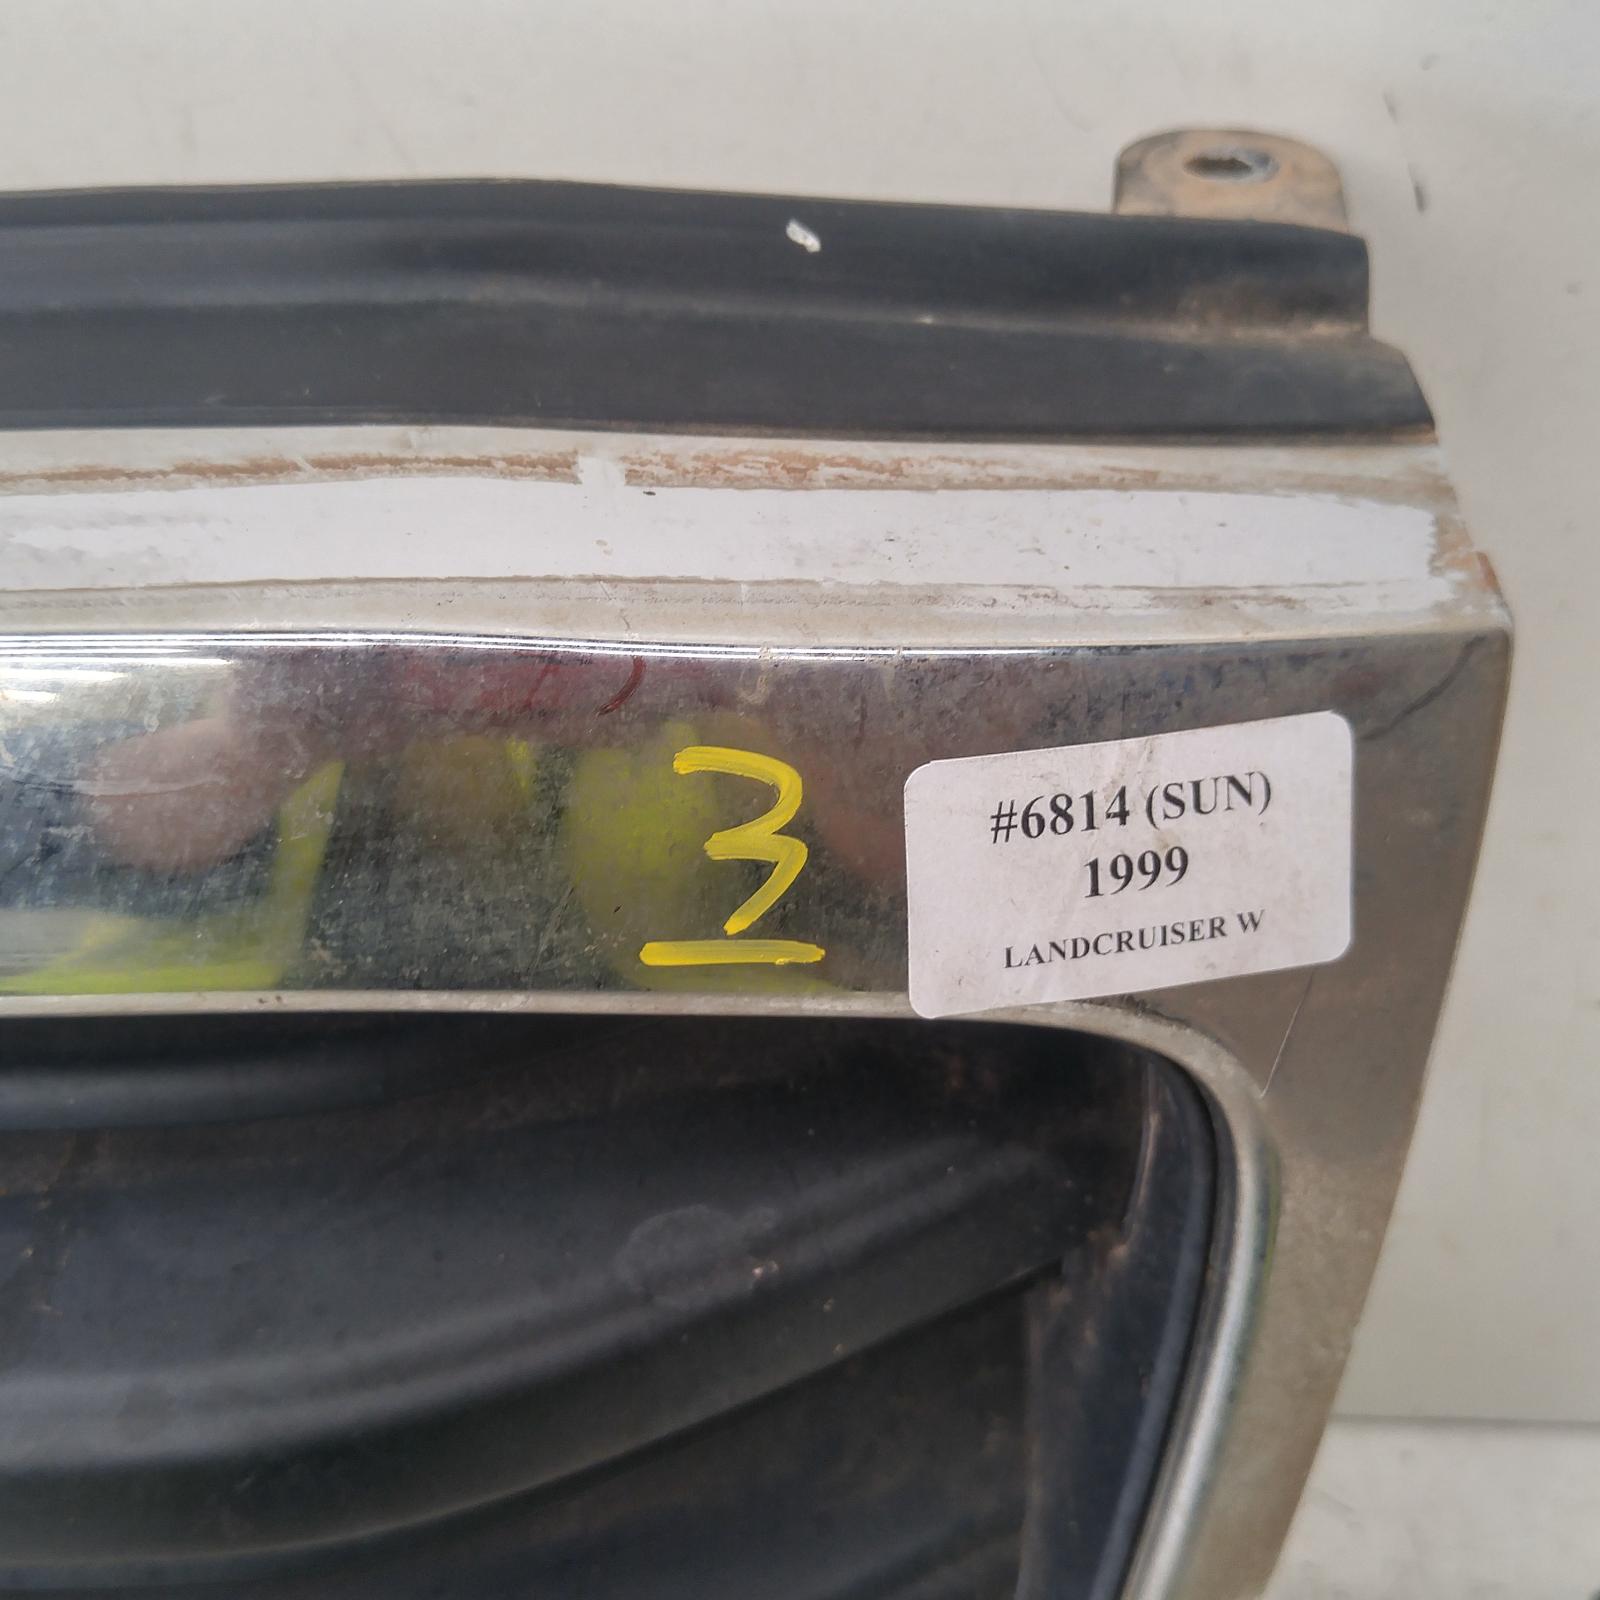 3
#6814 (SUN)
1999
LANDCRUISER W